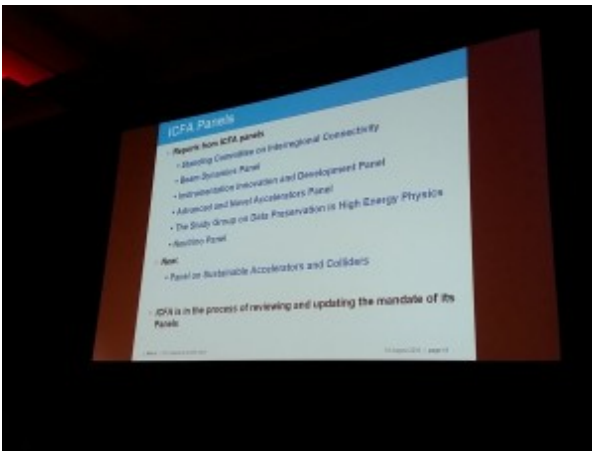 ICFA Panels
Reports from ICFA panels
• Standing Committee on Interregional Connectivity
• Beam Dynamics Panel
• Instrumentation Innovation and Development Panel
• Advanced and Novel Accelerators Panel
• The Study Group on Data Preservation in High Energy Physics
• Neutrino Panel
New:
• Panel on Sustainable Accelerators and Colliders
ICFA is in the process of reviewing and updating the mandate of its
Panels